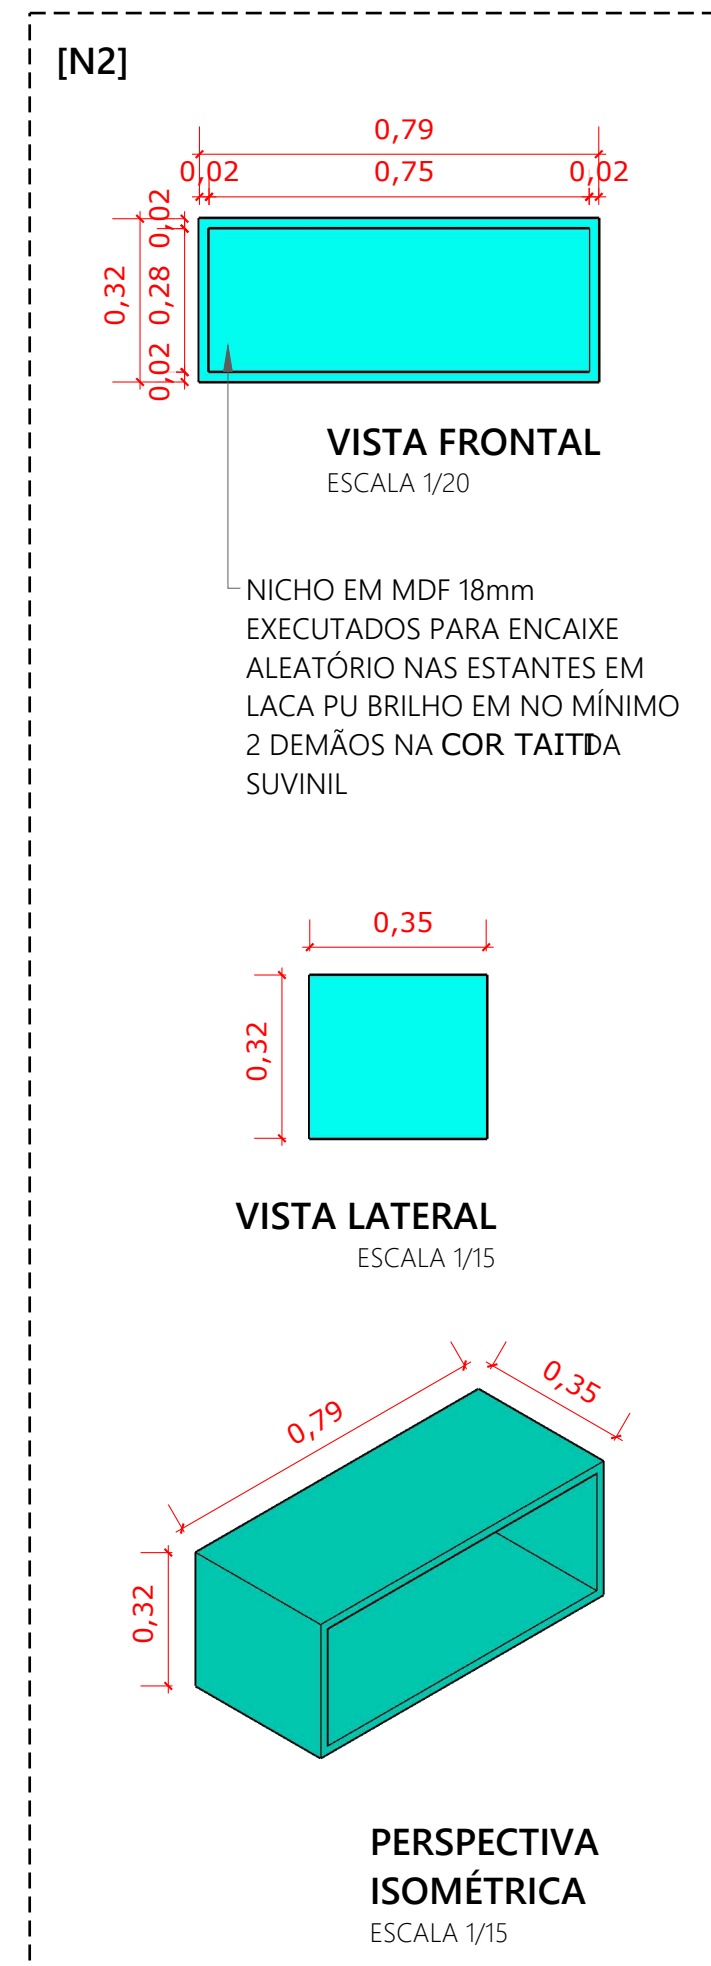 [N2]
0,79
0,02 0,75 0,02
0,02
0,32
0,28
0,02
VISTA FRONTAL
ESCALA 1/20
NICHO EM MDF 18mm
EXECUTADOS PARA ENCAIXE
ALEATÓRIO NAS ESTANTES EM
LACA PU BRILHO EM NO MÍNIMO
2 DEMÃOS NA COR TAITI DA
SUVINIL
0,35
0,32
VISTA LATERAL
ESCALA 1/15
0,79
0,35
0,32
PERSPECTIVA
ISOMÉTRICA
ESCALA 1/15